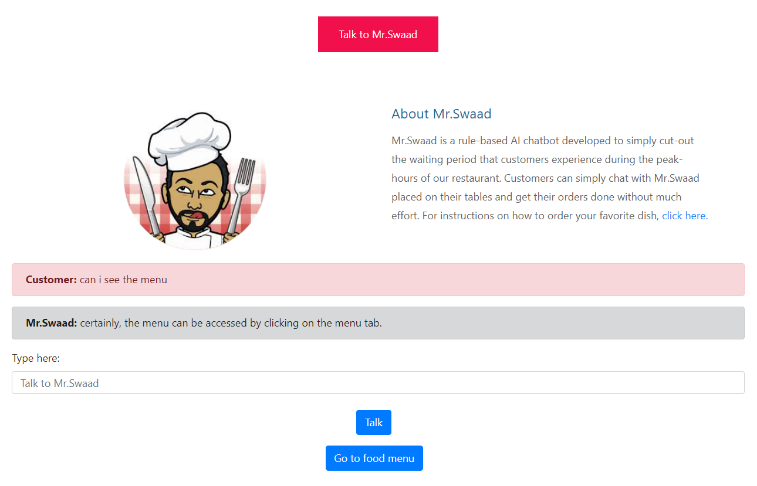 Talk to Mr.Swaad
About Mr.Swaad
Mr.Swaad is a rule-based AI chatbot developed to simply cut-out
the waiting period that customers experience during the peak-
hours of our restaurant. Customers can simply chat with Mr.Swaad
placed on their tables and get their orders done without much
effort. For instructions on how to order your favorite dish, click here.
Customer: can i see the menu
Mr.Swaad: certainly, the menu can be accessed by clicking on the menu tab.
Type here:
Talk to Mr.Swaad
Talk
Go to food menu